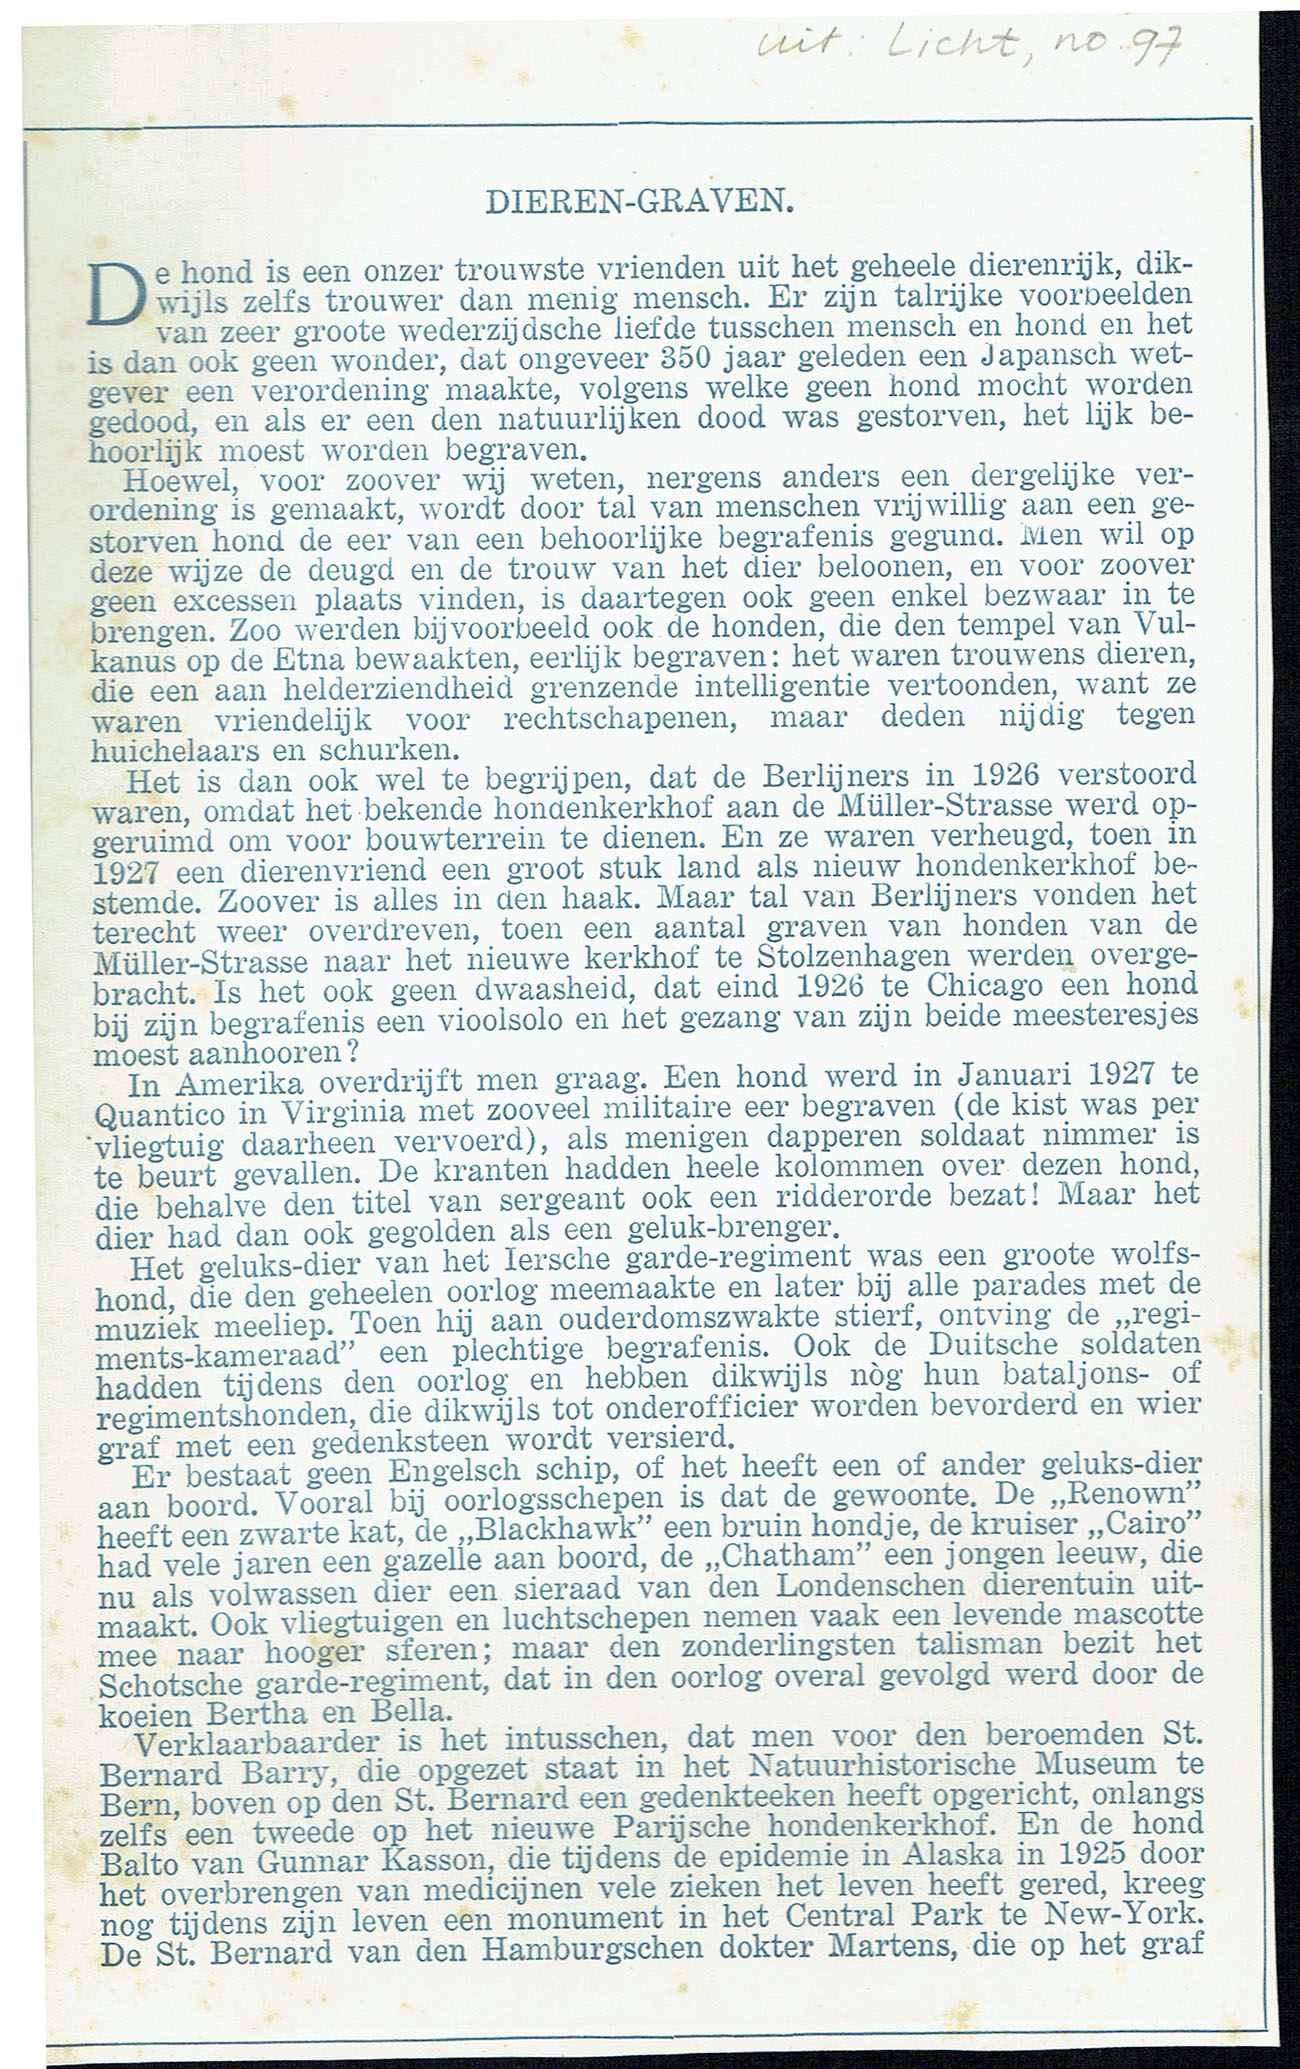 uit: Licht, no 97
DIEREN-GRAVEN.
De hond is een onzer trouwste vrienden uit het geheele dierenrijk, dik-
wijls zelfs trouwer dan menig mensch. Er zijn talrijke voorbeelden
van zeer groote wederzijdsche liefde tusschen mensch en hond en het
is dan ook geen wonder, dat ongeveer 350 jaar geleden een Japansch wet-
gever een verordening maakte, volgens welke geen hond mocht worden
gedood, en als er een den natuurlijken dood was gestorven, het lijk be-
hoorlijk moest worden begraven.
Hoewel, voor zoover wij weten, nergens anders een dergelijke ver-
ordening is gemaakt, wordt door tal van menschen vrijwillig aan een ge-
storven hond de eer van een behoorlijke begrafenis gegund. Men wil op
deze wijze de deugd en de trouw van het dier beloonen, en voor zoover
geen excessen plaats vinden, is daartegen ook geen enkel bezwaar in te
brengen. Zoo werden bijvoorbeeld ook de honden, die den tempel van Vul-
kanus op de Etna bewaakten, eerlijk begraven: het waren trouwens dieren,
die een aan helderziendheid grenzende intelligentie vertoonden, want ze
waren vriendelijk voor rechtschapenen, maar deden nijdig tegen
huichelaars en schurken.
Het is dan ook wel te begrijpen, dat de Berlijners in 1926 verstoord
waren, omdat het bekende hondenkerkhof aan de Müller-Strasse werd op-
geruimd om voor bouwterrein te dienen. En ze waren verheugd, toen in
1927 een dierenvriend een groot stuk land als nieuw hondenkerkhof be-
stemde. Zoover is alles in den haak. Maar tal van Berlijners vonden het
terecht weer overdreven, toen een aantal graven van honden van de
Müller-Strasse naar het nieuwe kerkhof te Stolzenhagen werden overge-
bracht. Is het ook geen dwaasheid, dat eind 1926 te Chicago een hond
bij zijn begrafenis een vioolsolo en het gezang van zijn beide meesteresjes
moest aanhooren?
In Amerika overdrijft men graag. Een hond werd in Januari 1927 te
Quantico in Virginia met zooveel militaire eer begraven (de kist was per
vliegtuig daarheen vervoerd), als menigen dapperen soldaat nimmer is
te beurt gevallen. De kranten hadden heele kolommen over dezen hond,
die behalve den titel van sergeant ook een ridderorde bezat! Maar het
dier had dan ook gegolden als een geluk-brenger.
Het geluks-dier van het Iersche garde-regiment was een groote wolfs-
hond, die den geheelen oorlog meemaakte en later bij alle parades met de
muziek meeliep. Toen hij aan ouderdomszwakte stierf, ontving de „regi-
ments-kameraad” een plechtige begrafenis. Ook de Duitsche soldaten
hadden tijdens den oorlog en hebben dikwijls nòg hun bataljons- of
regimentshonden, die dikwijls tot onderofficier worden bevorderd en wier
graf met een gedenksteen wordt versierd.
Er bestaat geen Engelsch schip, of het heeft een of ander geluks-dier
aan boord. Vooral bij oorlogsschepen is dat de gewoonte. De „Renown”
heeft een zwarte kat, de „Blackhawk” een bruin hondje, de kruiser „Cairo”
had vele jaren een gazelle aan boord, de „Chatham” een jongen leeuw, die
nu als volwassen dier een sieraad van den Londenschen dierentuin uit-
maakt. Ook vliegtuigen en luchtschepen nemen vaak een levende mascotte
mee naar hooger sferen; maar den zonderlingsten talisman bezit het
Schotsche garde-regiment, dat in den oorlog overal gevolgd werd door de
koeien Bertha en Bella.
Verklaarbaarder is het intusschen, dat men voor den beroemden St.
Bernard Barry, die opgezet staat in het Natuurhistorische Museum te
Bern, boven op den St. Bernard een gedenkteeken heeft opgericht, onlangs
zelfs een tweede op het nieuwe Parijsche hondenkerkhof. En de hond
Balto van Gunnar Kasson, die tijdens de epidemie in Alaska in 1925 door
het overbrengen van medicijnen vele zieken het leven heeft gered, kreeg
nog tijdens zijn leven een monument in het Central Park te New-York.
De St. Bernard van den Hamburgschen dokter Martens, die op het graf